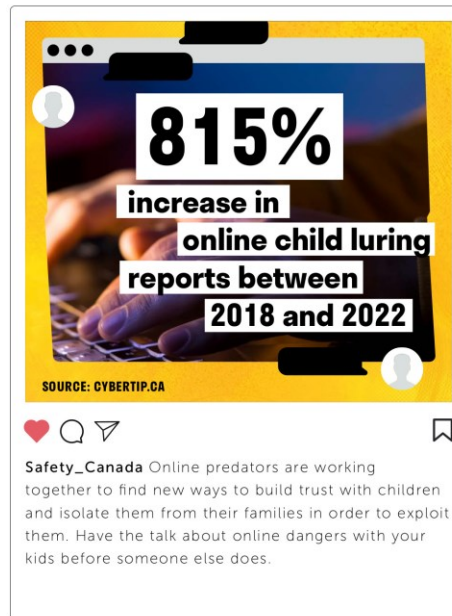 815%
increase in
online child luring
reports between
2018 and 2022
SOURCE: CYBERTIP.CA
Safety_Canada Online predators are working
together to find new ways to build trust with children
and isolate them from their families in order to exploit
them. Have the talk about online dangers with your
kids before someone else does.